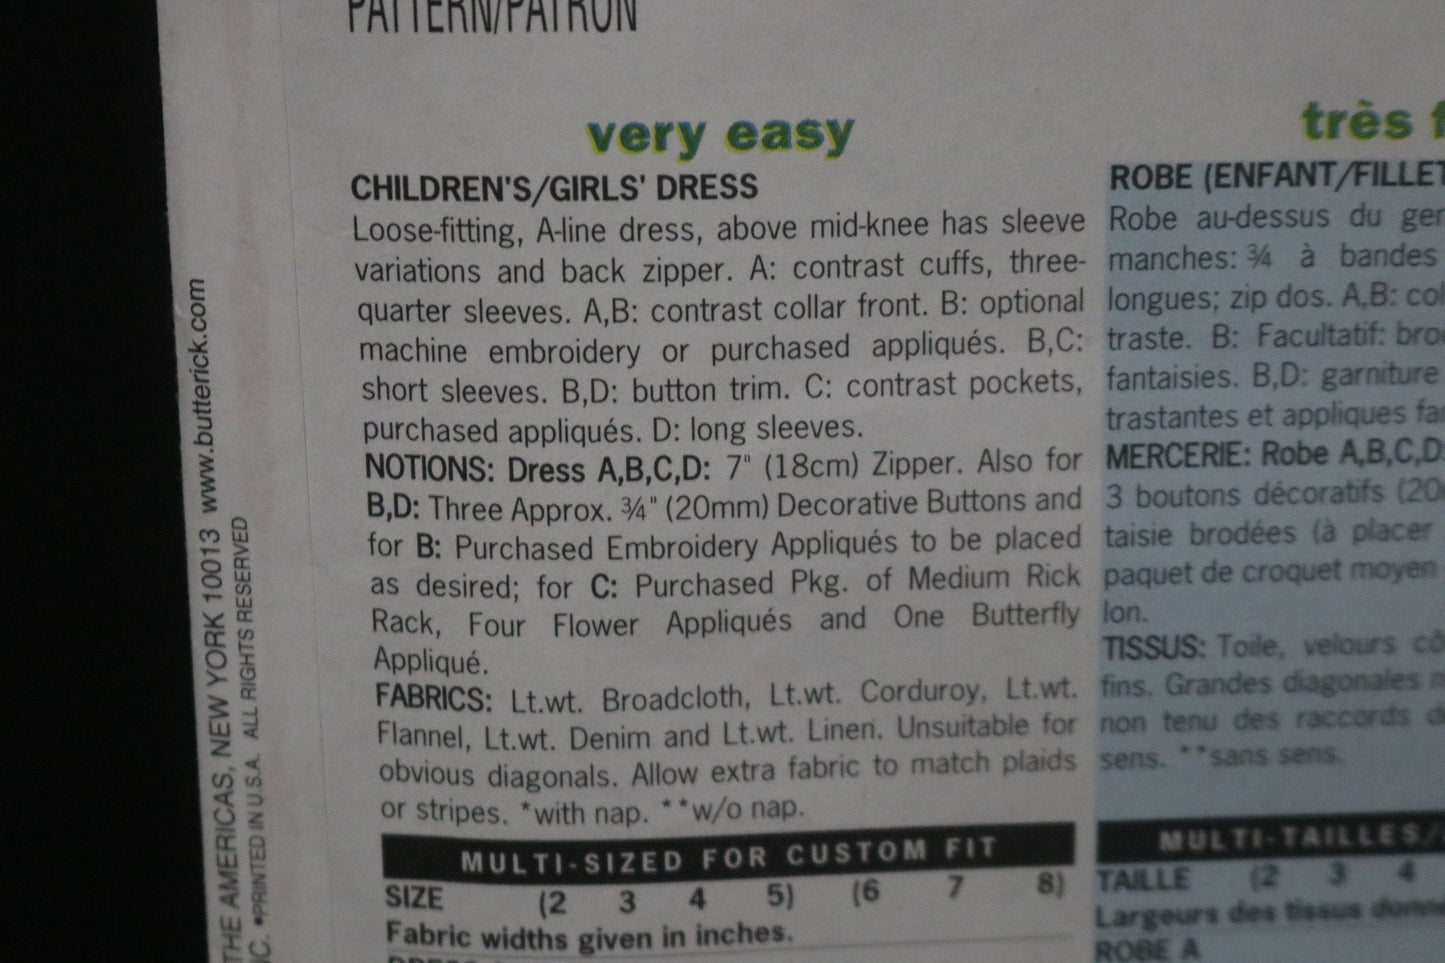 PATTERN/PATRON
very easy
CHILDREN'S/GIRLS' DRESS
Loose-fitting, A-line dress, above mid-knee has sleeve
variations and back zipper. A: contrast cuffs, three-
quarter sleeves. A,B: contrast collar front. B: optional
machine embroidery or purchased appliqués. B,C:
short sleeves. B,D: button trim. C: contrast pockets,
purchased appliqués. D: long sleeves.
NOTIONS: Dress A,B,C,D: 7" (18cm) Zipper. Also for
B,D: Three Approx. ¾" (20mm) Decorative Buttons and
for B: Purchased Embroidery Appliqués to be placed
as desired; for C: Purchased Pkg. of Medium Rick
Rack, Four Flower Appliqués and One Butterfly
Appliqué.
FABRICS: Lt.wt. Broadcloth, Lt.wt. Corduroy, Lt.wt.
Flannel, Lt.wt. Denim and Lt.wt. Linen. Unsuitable for
obvious diagonals. Allow extra fabric to match plaids
or stripes. *with nap. **w/o nap.
MULTI-SIZED FOR CUSTOM FIT
SIZE (2 3 4 5) (6 7 8)
Fabric widths given in inches.
très
ROBE (ENFANT/FILLET
Robe au-dessus du
manches: ¾ à bandes
longues; zip dos. A,B:
traste. B: Facultatif:
fantaisies. B,D: garniture
trastantes et appliques
MERCERIE: Robe A,B,C,D:
3 boutons décoratifs (20
taisie brodées (à placer
paquet de croquet moyen
lon.
TISSUS: Toile, velours
fins. Grandes diagonales
non tenu des raccords
sens. **sans sens.
MULTI-TAILLES/
TAILLE (2 3 4
Largeurs des tissus
ROBE A
THE AMERICAS, NEW YORK 10013 www.butterick.com
•PRINTED IN U.S.A. ALL RIGHTS RESERVED